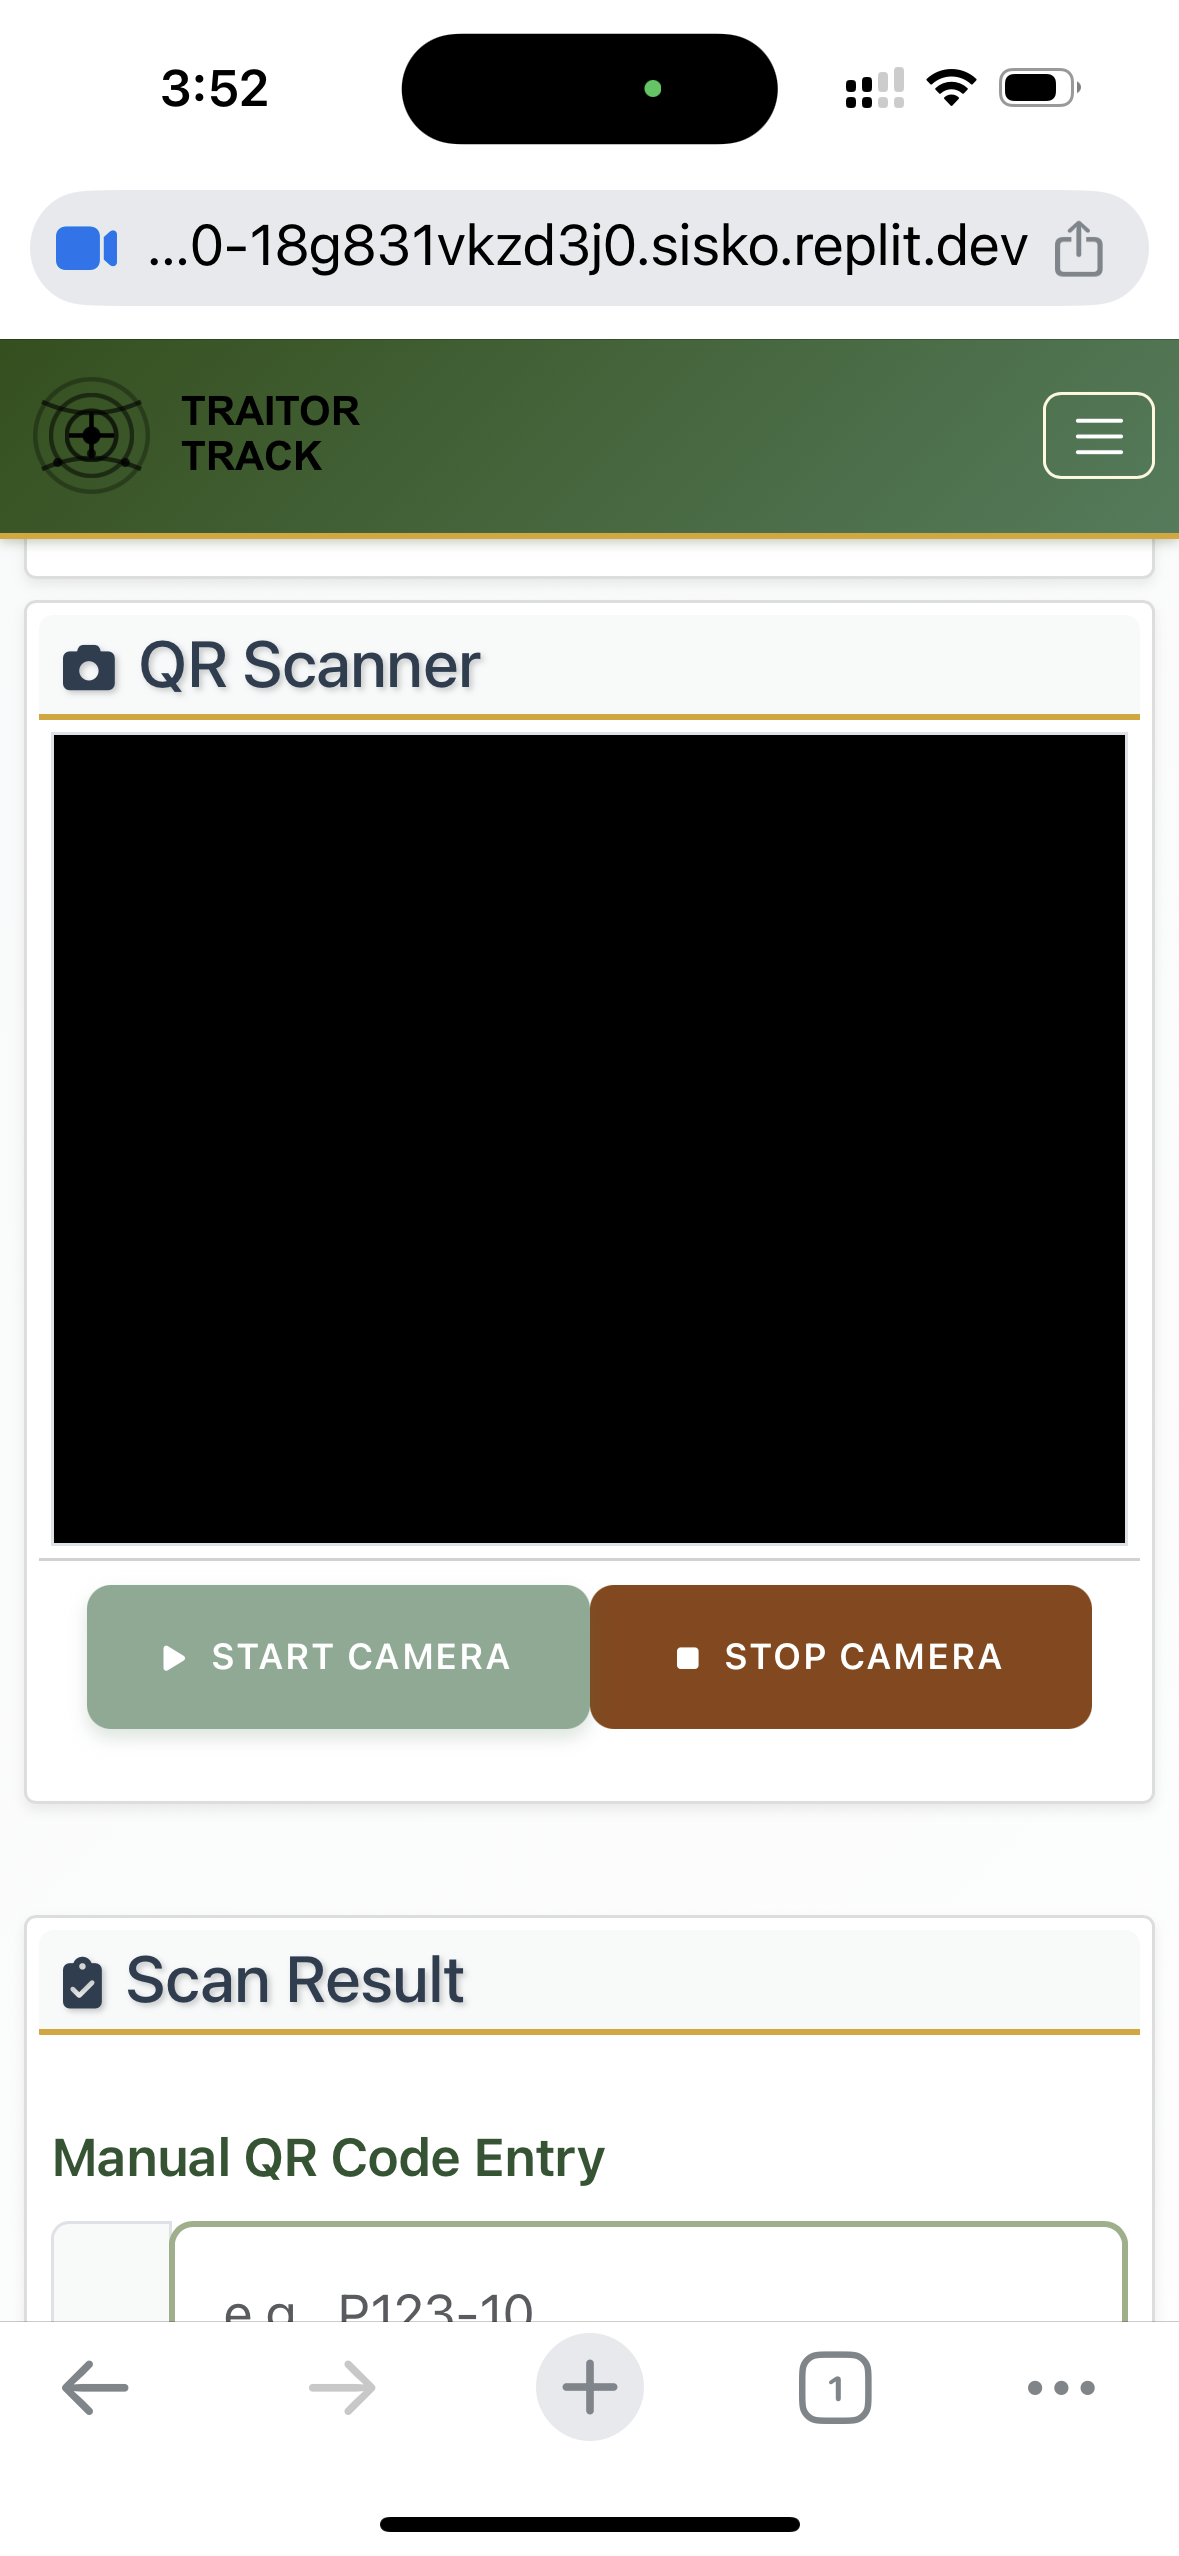 3:52
...0-18g831vkzd3j0.sisko.replit.dev
TRAITOR
TRACK
QR Scanner
START CAMERA
STOP CAMERA
Scan Result
Manual QR Code Entry
e.g., P123-10
1